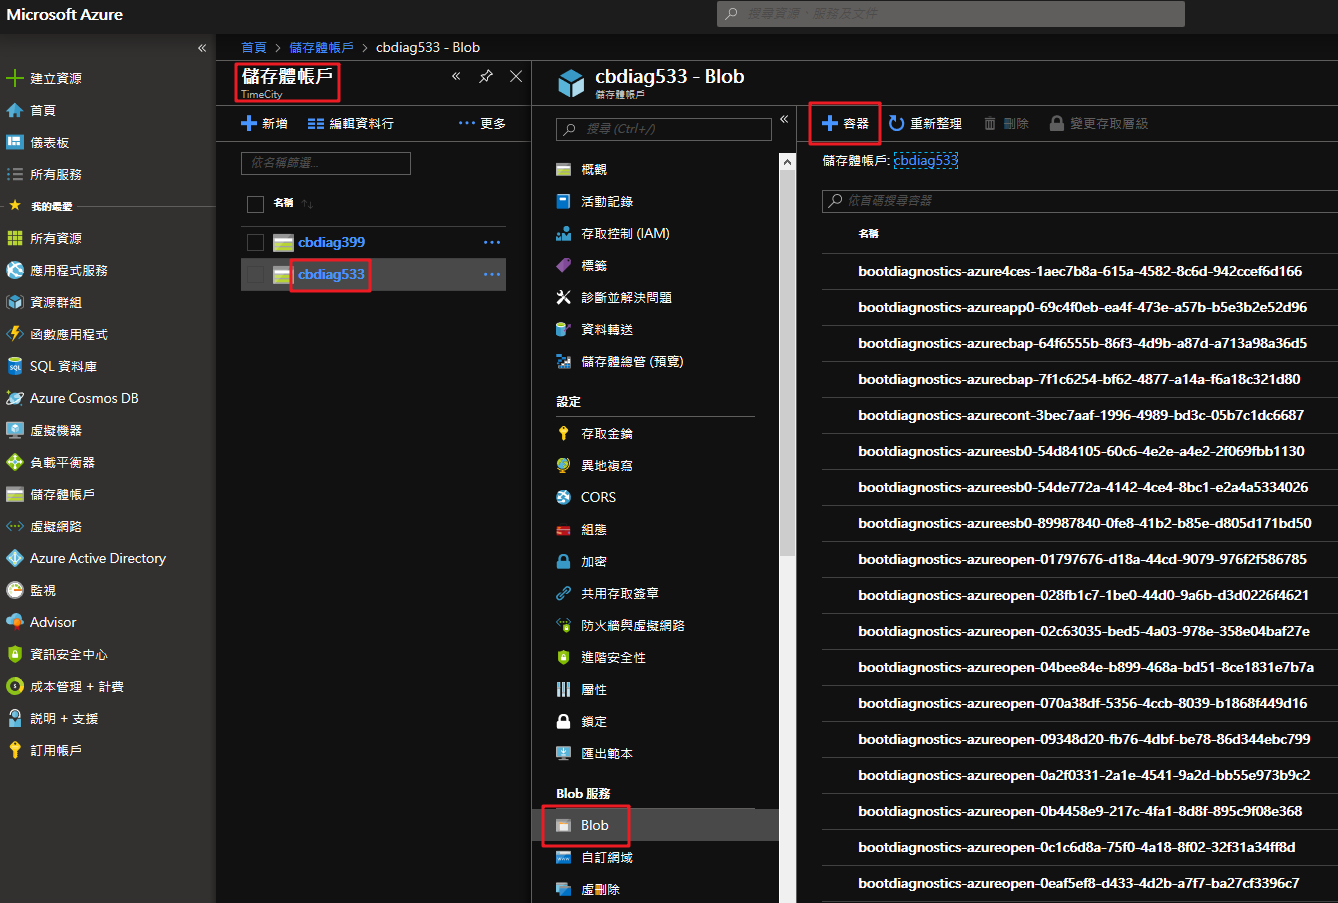 Microsoft Azure
搜尋資源、服務及文件
«
建立資源
首頁
儀表板
所有服務
我的最愛
所有資源
應用程式服務
資源群組
函數應用程式
SQL 資料庫
Azure Cosmos DB
虛擬機器
負載平衡器
儲存體帳戶
虛擬網路
Azure Active Directory
監視
Advisor
資訊安全中心
成本管理 + 計費
說明 + 支援
訂用帳戶
首頁 > 儲存體帳戶 > cbdiag533 - Blob
儲存體帳戶
TimeCity
新增 編輯資料行 ··· 更多
依名稱篩選...
名稱
cbdiag399 ···
cbdiag533 ···
cbdiag533 - Blob
儲存體帳戶
搜尋 (Ctrl+/)
概觀
活動記錄
存取控制 (IAM)
標籤
診斷並解決問題
資料轉送
儲存體總管 (預覽)
設定
存取金鑰
異地複寫
CORS
組態
加密
共用存取簽章
防火牆與虛擬網路
進階安全性
屬性
鎖定
匯出範本
Blob 服務
Blob
自訂網域
虛刪除
容器 重新整理 刪除 變更存取層級
儲存體帳戶: cbdiag533
依首碼搜尋容器
名稱
bootdiagnostics-azure4ces-1aec7b8a-615a-4582-8c6d-942ccef6d166
bootdiagnostics-azureapp0-69c4f0eb-ea4f-473e-a57b-b5e3b2e52d96
bootdiagnostics-azurecbap-64f6555b-86f3-4d9b-a87d-a713a98a36d5
bootdiagnostics-azurecbap-7f1c6254-bf62-4877-a14a-f6a18c321d80
bootdiagnostics-azurecont-3bec7aaf-1996-4989-bd3c-05b7c1dc6687
bootdiagnostics-azureesb0-54d84105-60c6-4e2e-a4e2-2f069fbb1130
bootdiagnostics-azureesb0-54de772a-4142-4ce4-8bc1-e2a4a5334026
bootdiagnostics-azureesb0-89987840-0fe8-41b2-b85e-d805d171bd50
bootdiagnostics-azureopen-01797676-d18a-44cd-9079-976f2f586785
bootdiagnostics-azureopen-028fb1c7-1be0-44d0-9a6b-d3d0226f4621
bootdiagnostics-azureopen-02c63035-bed5-4a03-978e-358e04baf27e
bootdiagnostics-azureopen-04bee84e-b899-468a-bd51-8ce1831e7b7a
bootdiagnostics-azureopen-070a38df-5356-4ccb-8039-b1868f449d16
bootdiagnostics-azureopen-09348d20-fb76-4dbf-be78-86d344ebc799
bootdiagnostics-azureopen-0a2f0331-2a1e-4541-9a2d-bb55e973b9c2
bootdiagnostics-azureopen-0b4458e9-217c-4fa1-8d8f-895c9f08e368
bootdiagnostics-azureopen-0c1c6d8a-75f0-4a18-8f02-32f31a34ff8d
bootdiagnostics-azureopen-0eaf5ef8-d433-4d2b-a7f7-ba27cf3396c7